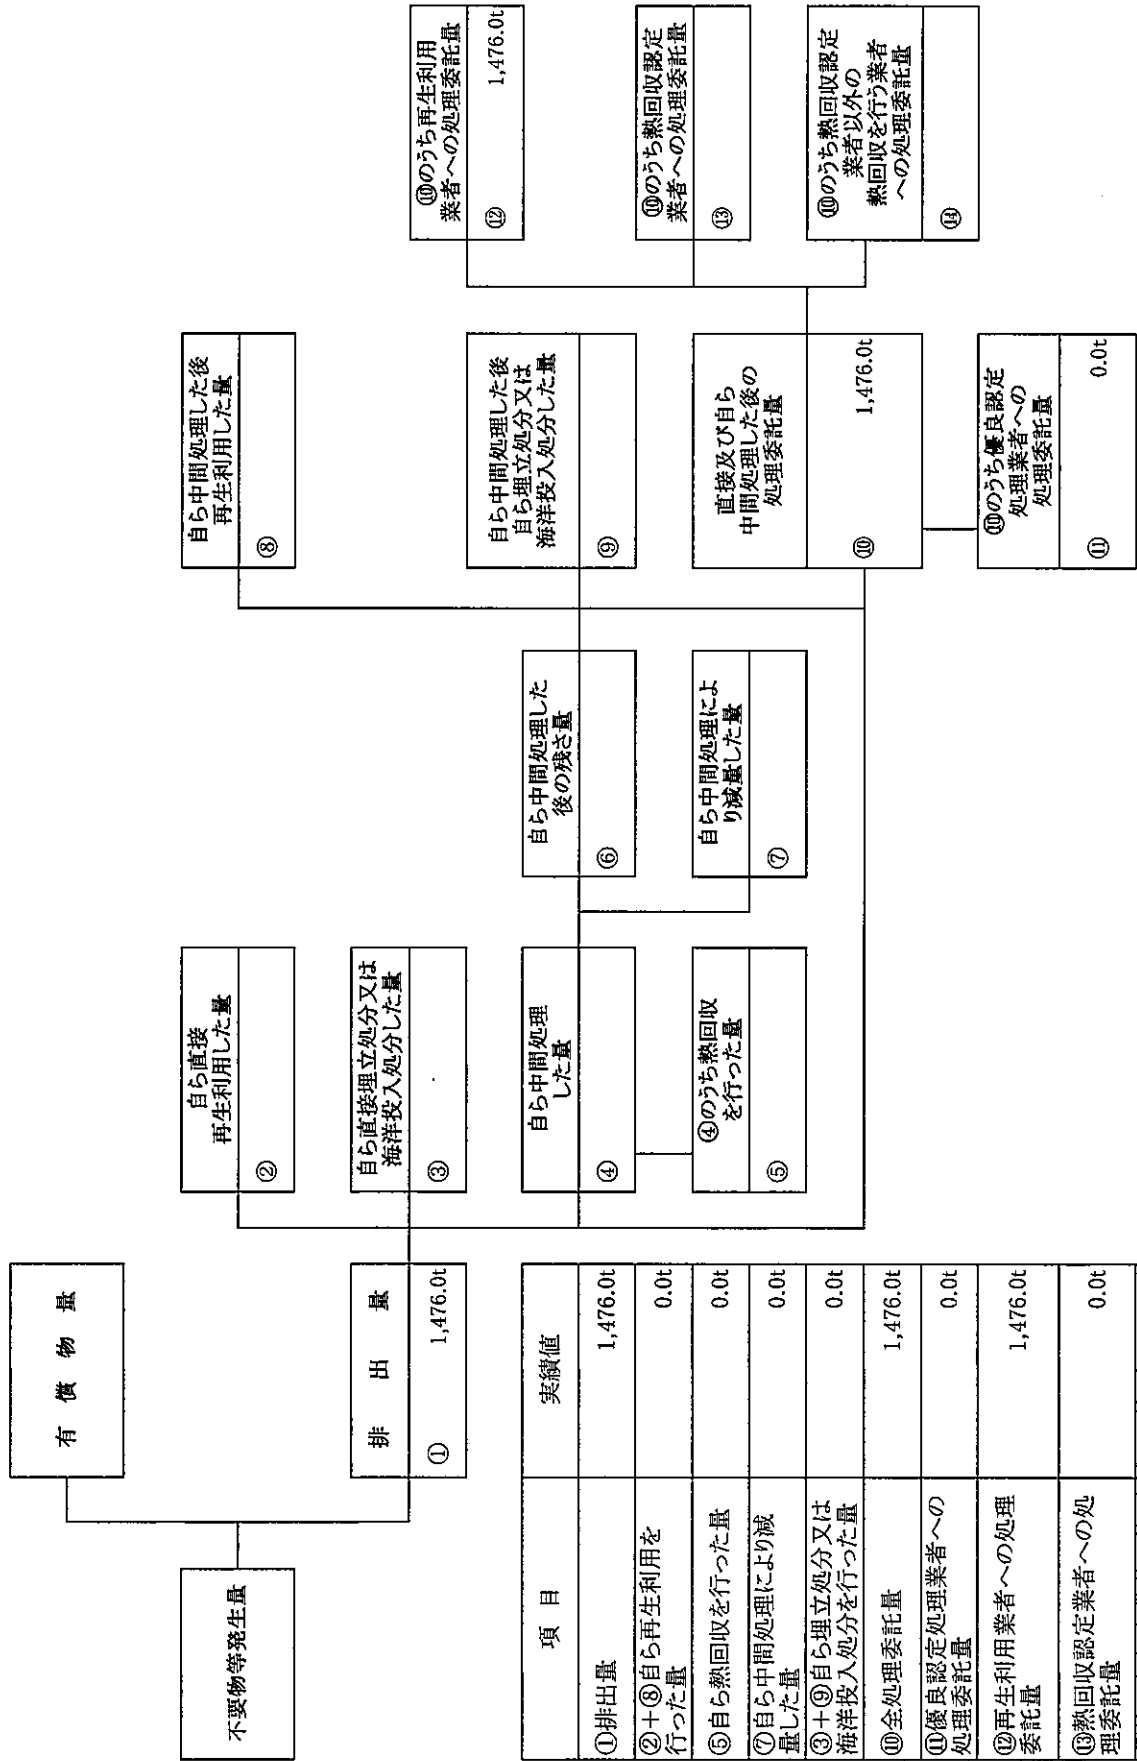 不要物等発生量
有 償 物 量
排 出 量
① 1,476.0t
自ら直接
再生利用した量
②
自ら直接埋立処分又は
海洋投入処分した量
③
自ら中間処理
した量
④
④のうち熱回収
を行った量
⑤
自ら中間処理した
後の残さ量
⑥
自ら中間処理によ
り減量した量
⑦
自ら中間処理した後
再生利用した量
⑧
自ら中間処理した後
自ら埋立処分又は
海洋投入処分した量
⑨
直接及び自ら
中間処理した後の
処理委託量
⑩ 1,476.0t
⑩のうち優良認定
処理業者への
処理委託量
⑪ 0.0t
⑩のうち再生利用
業者への処理委託量
⑫ 1,476.0t
⑩のうち熱回収認定
業者への処理委託量
⑬
⑩のうち熱回収認定
業者以外の
熱回収を行う業者
への処理委託量
⑭
項 目 実績値
①排出量 1,476.0t
②+⑧自ら再生利用を
行った量 0.0t
⑤自ら熱回収を行った量 0.0t
⑦自ら中間処理により減
量した量 0.0t
③+⑨自ら埋立処分又は
海洋投入処分を行った量 0.0t
⑩全処理委託量 1,476.0t
⑪優良認定処理業者への
処理委託量 0.0t
⑫再生利用業者への処理
委託量 1,476.0t
⑬熱回収認定業者への処
理委託量 0.0t